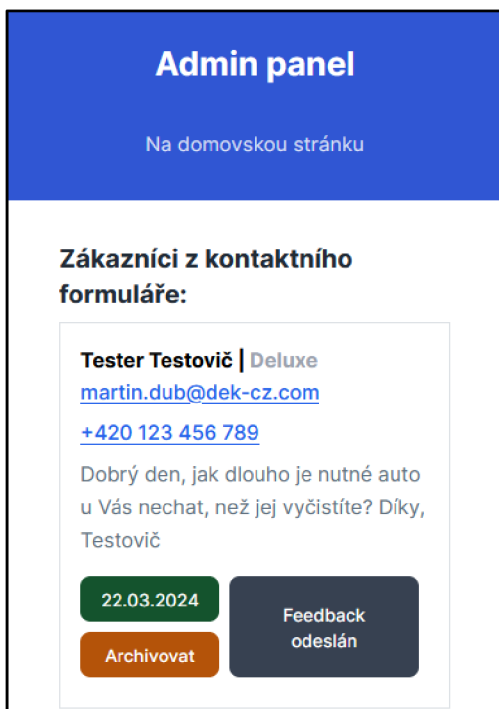 Admin panel
Na domovskou stránku
Zákazníci z kontaktního
formuláře:
Tester Testovič | Deluxe
martin.dub@dek-cz.com
+420 123 456 789
Dobrý den, jak dlouho je nutné auto
u Vás nechat, než jej vyčistíte? Díky,
Testovič
22.03.2024
Archivovat
Feedback
odeslán